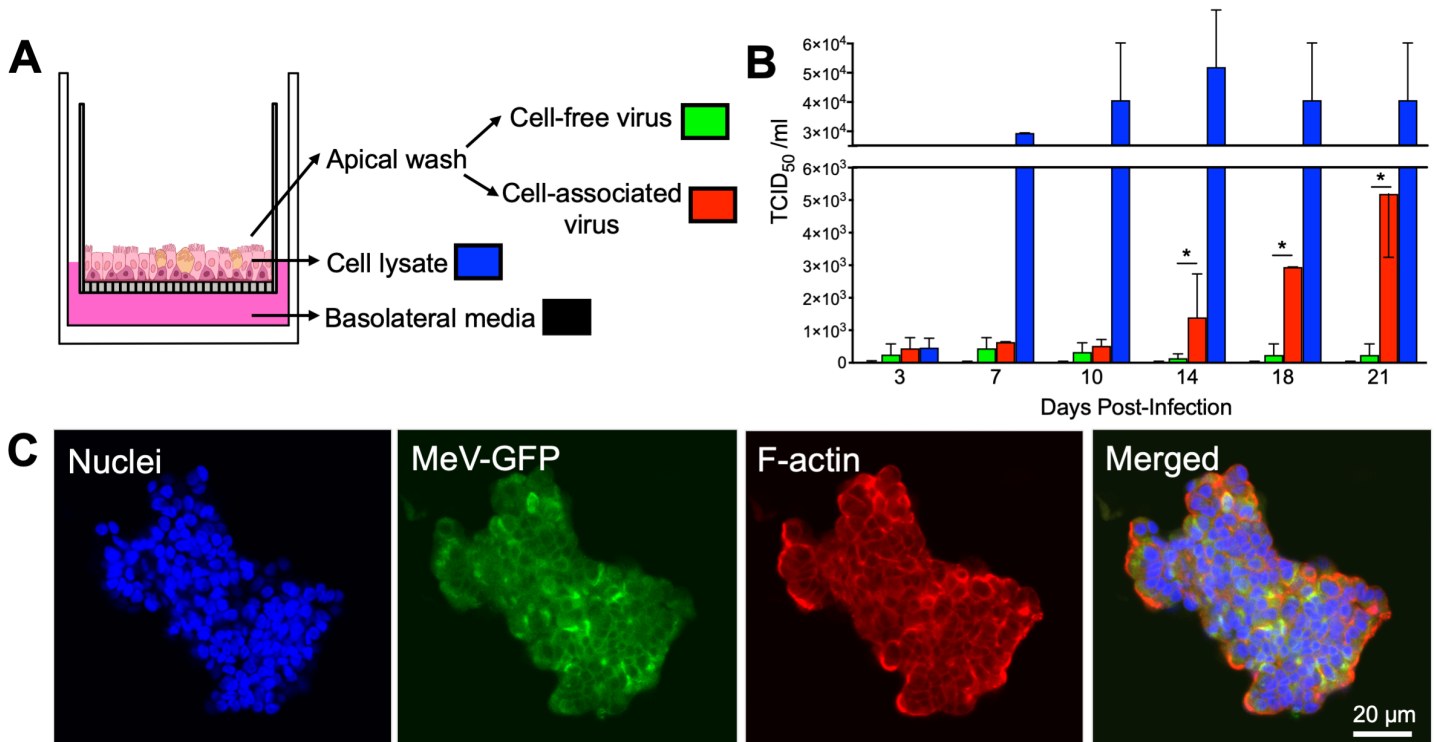 A
Apical wash
Cell-free virus
Cell-associated
virus
Cell lysate
Basolateral media
B
TCID50 /ml
6×10⁴
5×10⁴
4×10⁴
3×10⁴
6×10³
5×10³
4×10³
3×10³
2×10³
1×10³
0
* * *
3 7 10 14 18 21
Days Post-Infection
C
Nuclei
MeV-GFP
F-actin
Merged
20 µm